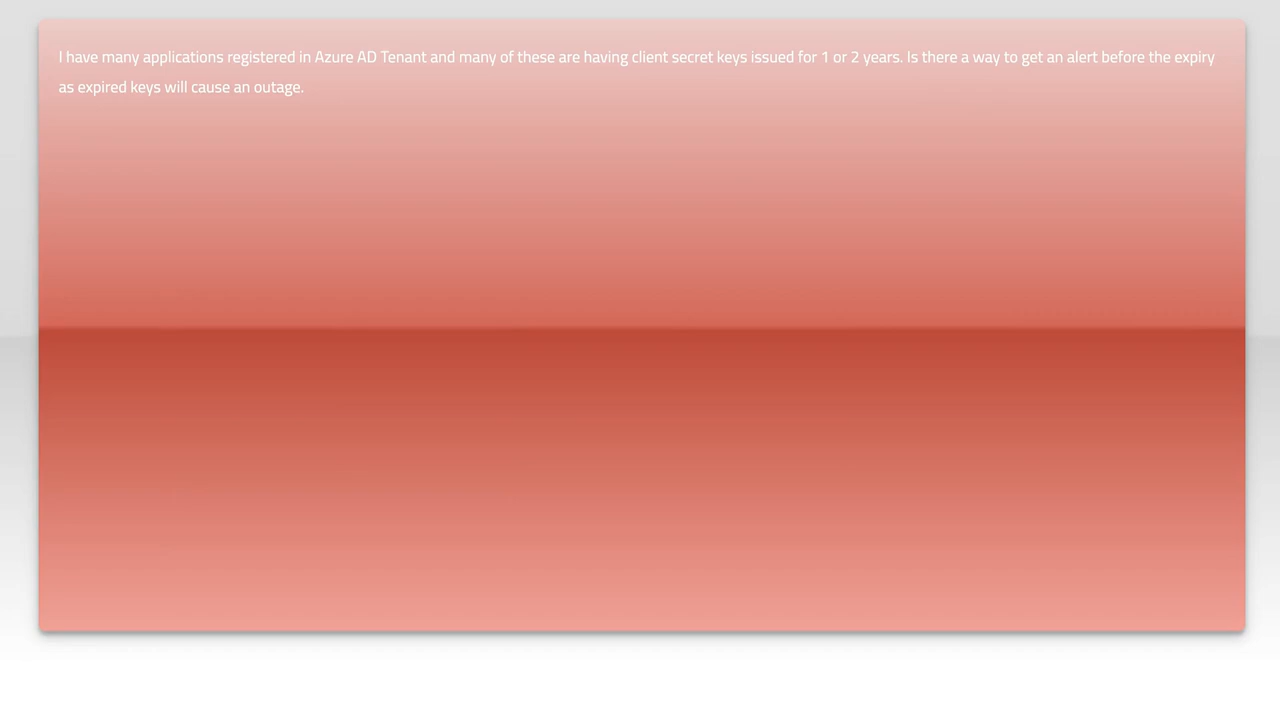 I have many applications registered in Azure AD Tenant and many of these are having client secret keys issued for 1 or 2 years. Is there a way to get an alert before the expiry
as expired keys will cause an outage.